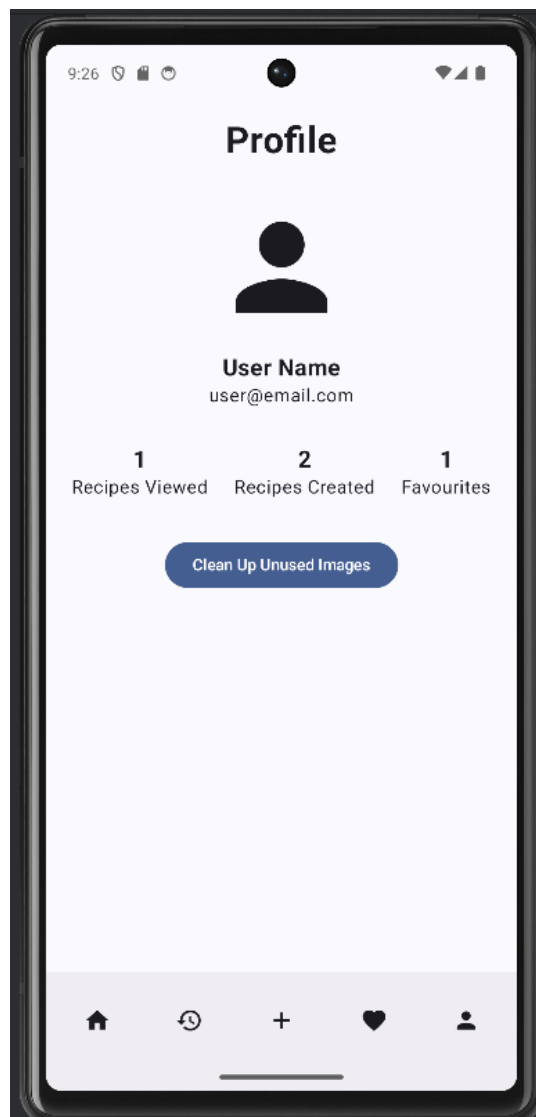 9:26
Profile
User Name
user@email.com
1 2 1
Recipes Viewed Recipes Created Favourites
Clean Up Unused Images